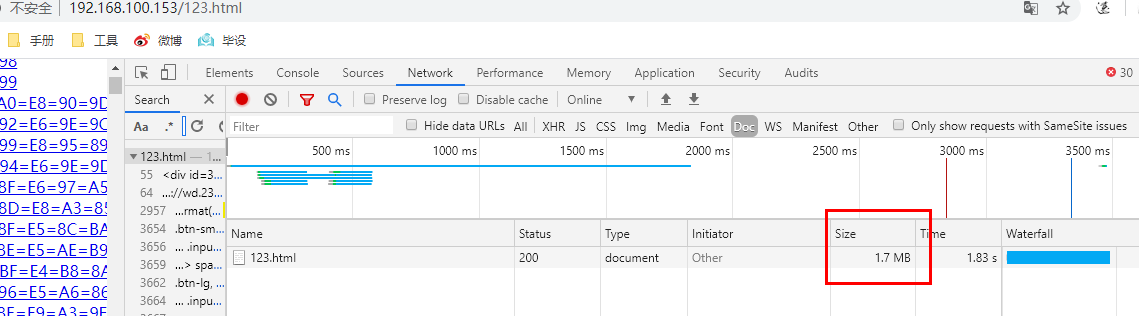 不安全 192.168.100.153/123.html
手册 工具 微博 毕设
98
99
A0=E8=90=9D
92=E6=9E=9C
99=E8=95=89
94=E6=9E=9D
8F=E6=97=A5
8D=E8=A3=85
8F=E5=8C=BA
8E=E5=AE=B9
BF=E4=B8=8A
96=E5=A6=86
Elements Console Sources Network Performance Memory Application Security Audits 30
Search Preserve log Disable cache Online
Aa .* Filter Hide data URLs All XHR JS CSS Img Media Font Doc WS Manifest Other Only show requests with SameSite issues
123.html — 1...
55 <div id=3...
64 ...://wd.23...
2957 ...rmat(...
3654 .btn-sm...
3656 ... .inpu...
3659 ...> spa...
3662 .btn-lg, ...
3664 ... .inpu...
500 ms 1000 ms 1500 ms 2000 ms 2500 ms 3000 ms 3500 ms
Name Status Type Initiator Size Time Waterfall
123.html 200 document Other 1.7 MB 1.83 s